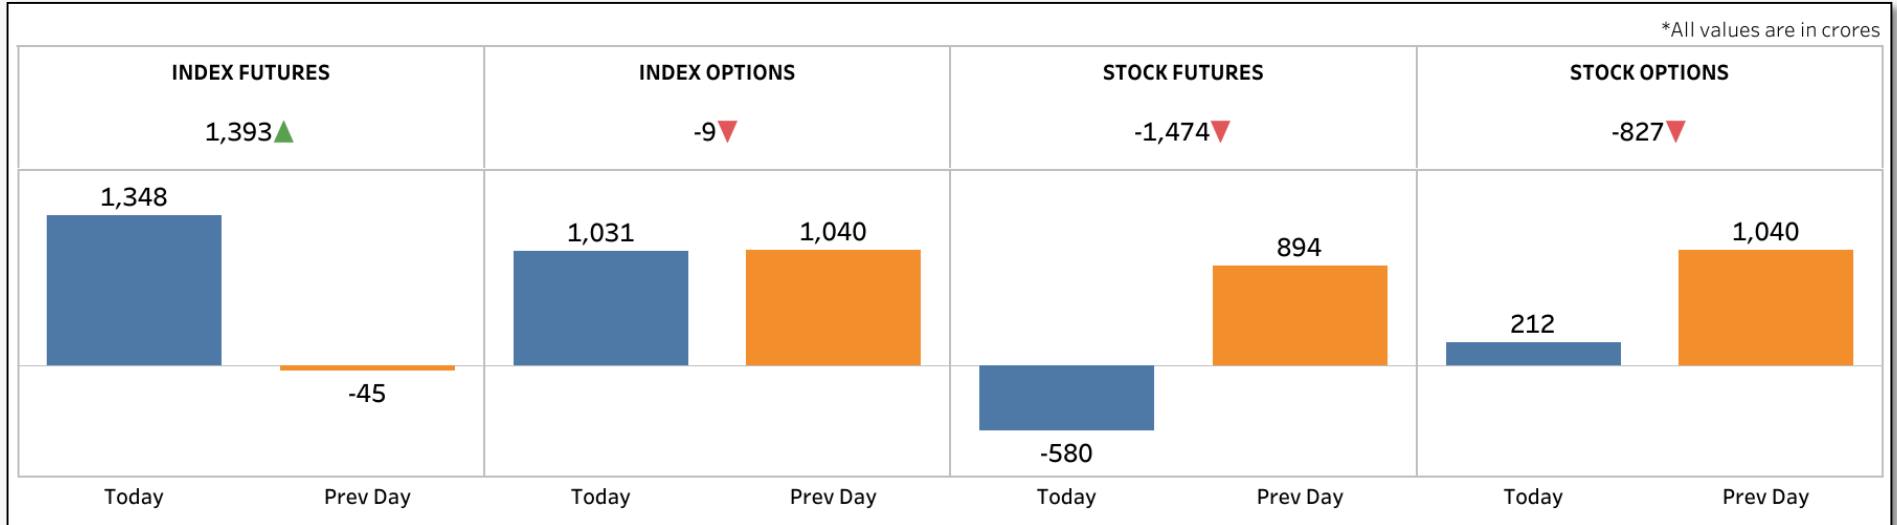 *All values are in crores
INDEX FUTURES
1,393▲
INDEX OPTIONS
-9▼
STOCK FUTURES
-1,474▼
STOCK OPTIONS
-827▼
1,348
-45
1,031
1,040
-580
894
212
1,040
Today
Prev Day
Today
Prev Day
Today
Prev Day
Today
Prev Day